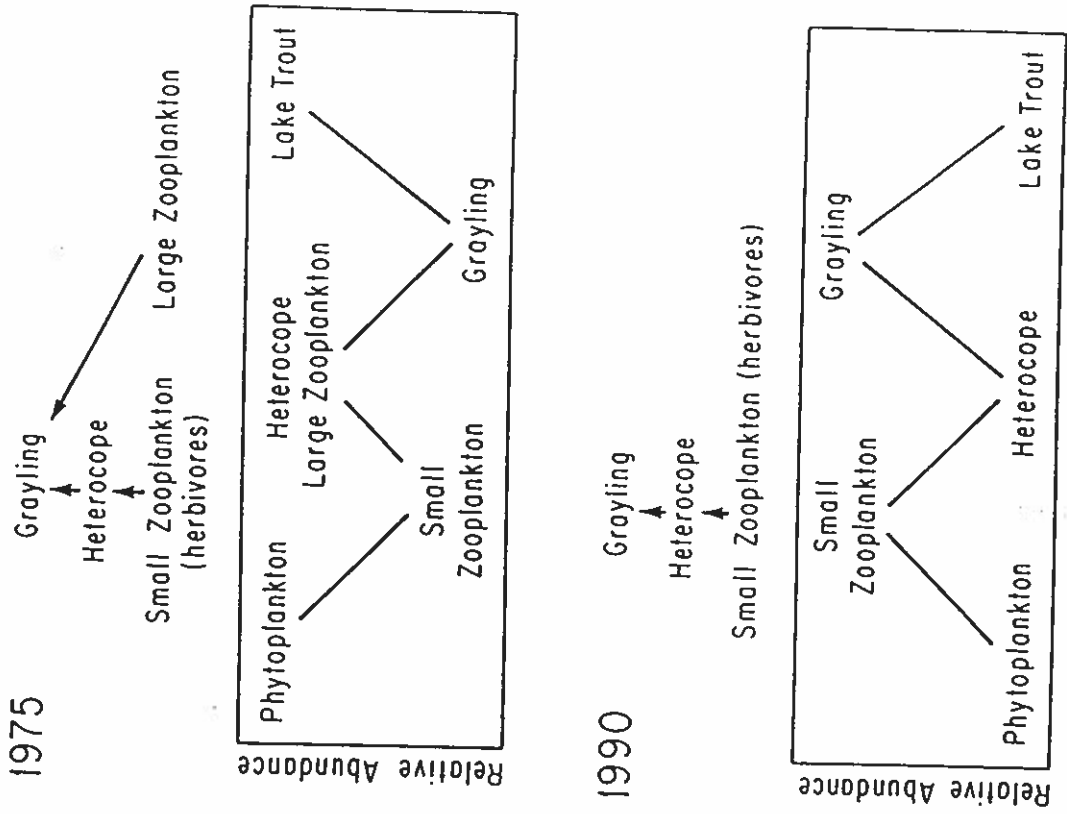 1975
Grayling
Heterocope
Small Zooplankton
(herbivores)
Large Zooplankton
Relative Abundance
Phytoplankton
Small
Zooplankton
Heterocope
Large Zooplankton
Grayling
Lake Trout
1990
Grayling
Heterocope
Small Zooplankton (herbivores)
Relative Abundance
Phytoplankton
Small
Zooplankton
Heterocope
Grayling
Lake Trout